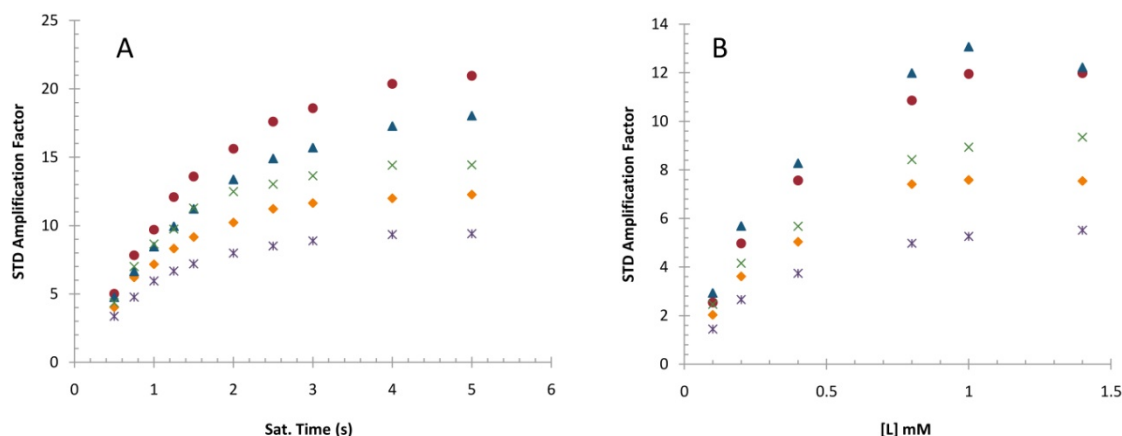 A
STD Amplification Factor
25
20
15
10
5
0
0 1 2 3 4 5 6
Sat. Time (s)
B
STD Amplification Factor
14
12
10
8
6
4
2
0
0 0.5 1 1.5
[L] mM